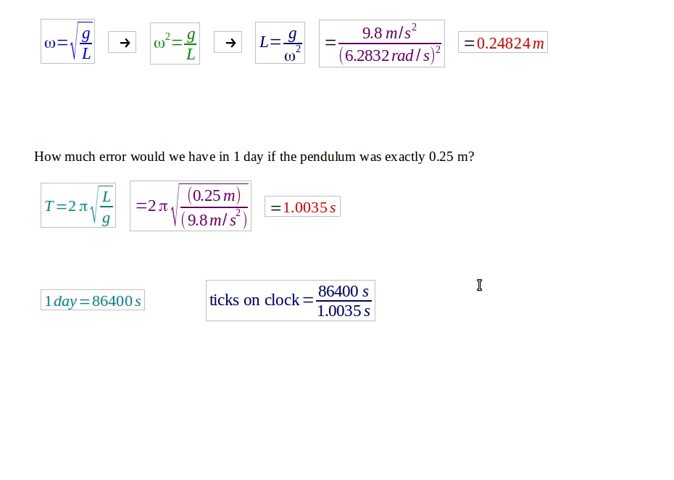 ω=√(g/L) → ω²=g/L → L=g/ω² =9.8 m/s²/(6.2832 rad/s)² =0.24824 m
How much error would we have in 1 day if the pendulum was exactly 0.25 m?
T=2π√(L/g) =2π√((0.25 m)/(9.8 m/s²)) =1.0035 s
1 day=86400 s ticks on clock=86400 s/1.0035 s